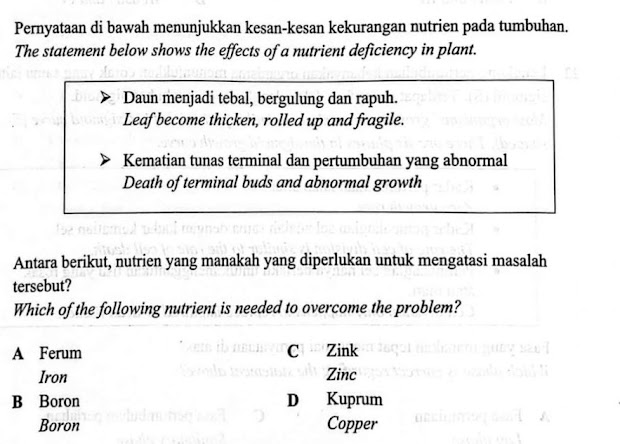 Pernyataan di bawah menunjukkan kesan-kesan kekurangan nutrien pada tumbuhan.
The statement below shows the effects of a nutrient deficiency in plant.
➤ Daun menjadi tebal, bergulung dan rapuh.
Leaf become thicken, rolled up and fragile.
➤ Kematian tunas terminal dan pertumbuhan yang abnormal
Death of terminal buds and abnormal growth
Antara berikut, nutrien yang manakah yang diperlukan untuk mengatasi masalah
tersebut?
Which of the following nutrient is needed to overcome the problem?
A Ferum
Iron
B Boron
Boron
C Zink
Zinc
D Kuprum
Copper